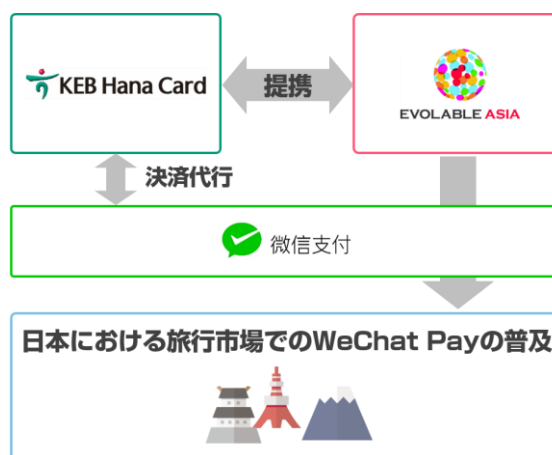 KEB Hana Card
提携
EVOLABLE ASIA
決済代行
微信支付
日本における旅行市場でのWeChat Payの普及